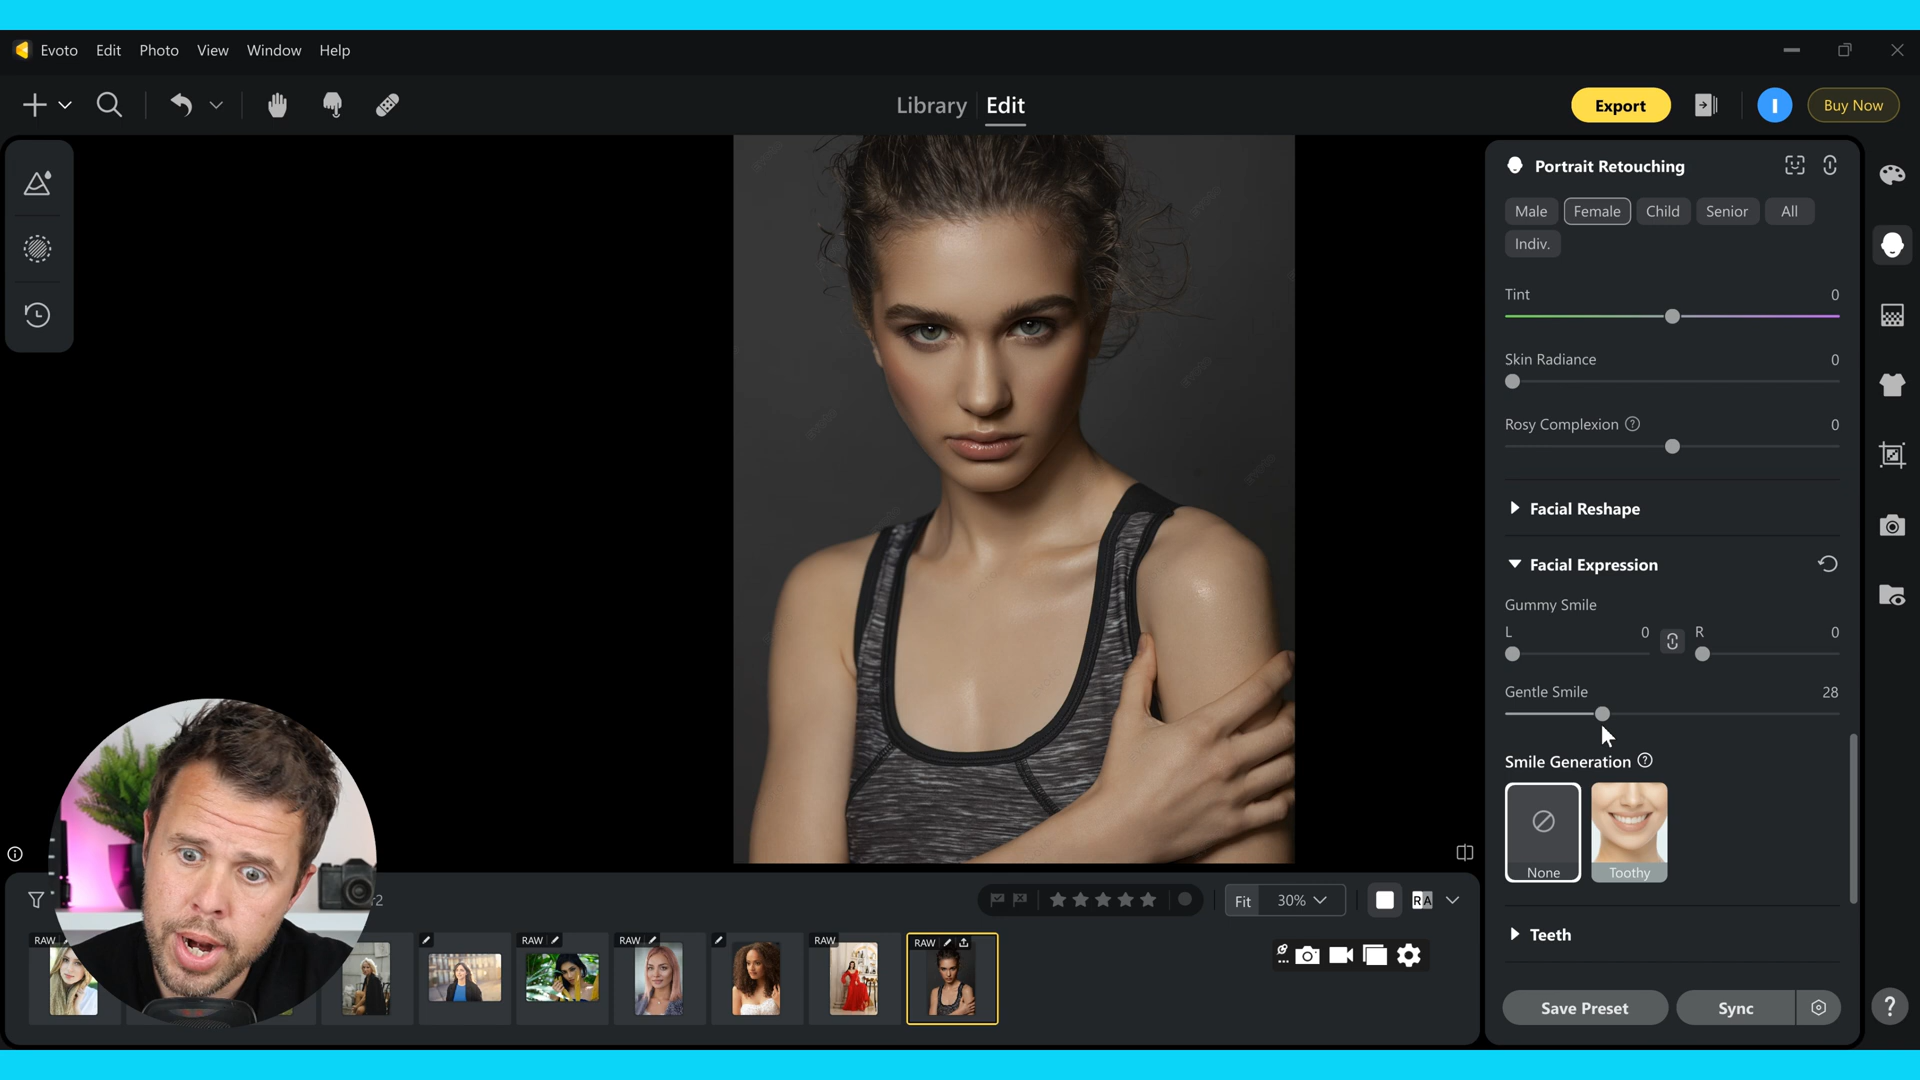 Evoto Edit Photo View Window Help
Library Edit
Export
Buy Now
Portrait Retouching
Male Female Child Senior All
Indiv.
Tint 0
Skin Radiance 0
Rosy Complexion ? 0
Facial Reshape
Facial Expression
Gummy Smile
L 0 R 0
Gentle Smile 28
Smile Generation ?
None Toothy
Teeth
Save Preset Sync
?
Fit 30%
RA
RAW RAW RAW RAW RAW